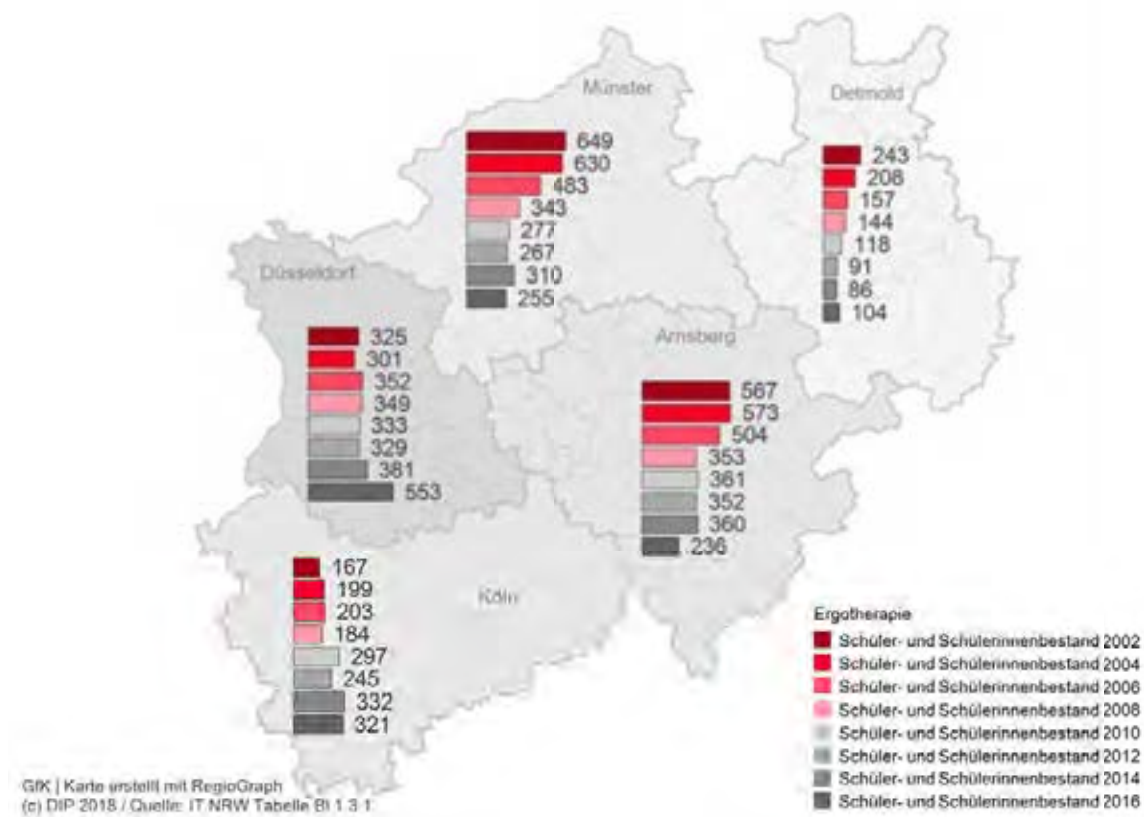 Münster
649
630
483
343
277
267
310
255
Detmold
243
208
157
144
118
91
86
104
Düsseldorf
325
301
352
349
333
329
381
553
Arnsberg
567
573
504
353
361
352
360
236
Köln
167
199
203
184
297
245
332
321
Ergotherapie
Schüler- und Schülerinnenbestand 2002
Schüler- und Schülerinnenbestand 2004
Schüler- und Schülerinnenbestand 2006
Schüler- und Schülerinnenbestand 2008
Schüler- und Schülerinnenbestand 2010
Schüler- und Schülerinnenbestand 2012
Schüler- und Schülerinnenbestand 2014
Schüler- und Schülerinnenbestand 2016
GfK | Karte erstellt mit RegioGraph
(c) DIP 2018 / Quelle: IT NRW Tabelle BI 1 3 1